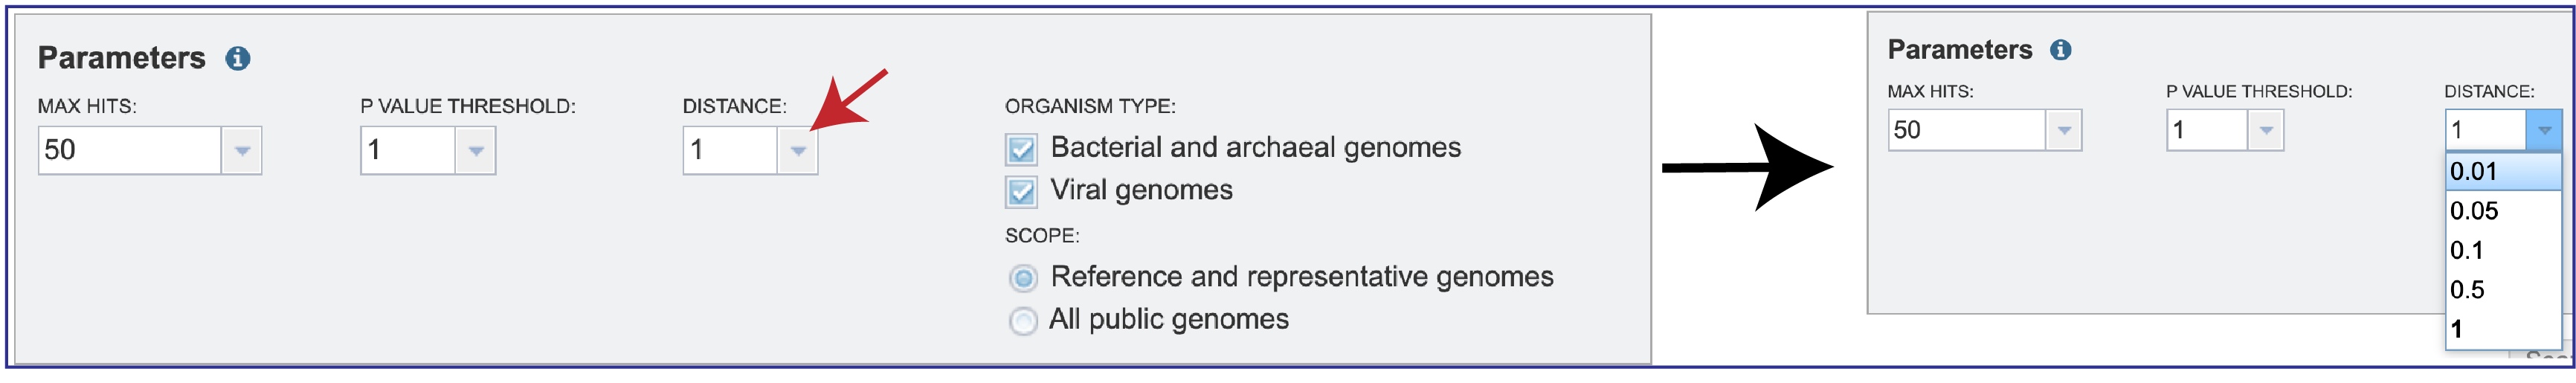 Parameters
MAX HITS:
50
P VALUE THRESHOLD:
1
DISTANCE:
1
ORGANISM TYPE:
Bacterial and archaeal genomes
Viral genomes
SCOPE:
Reference and representative genomes
All public genomes
Parameters
MAX HITS:
50
P VALUE THRESHOLD:
1
DISTANCE:
1
0.01
0.05
0.1
0.5
1